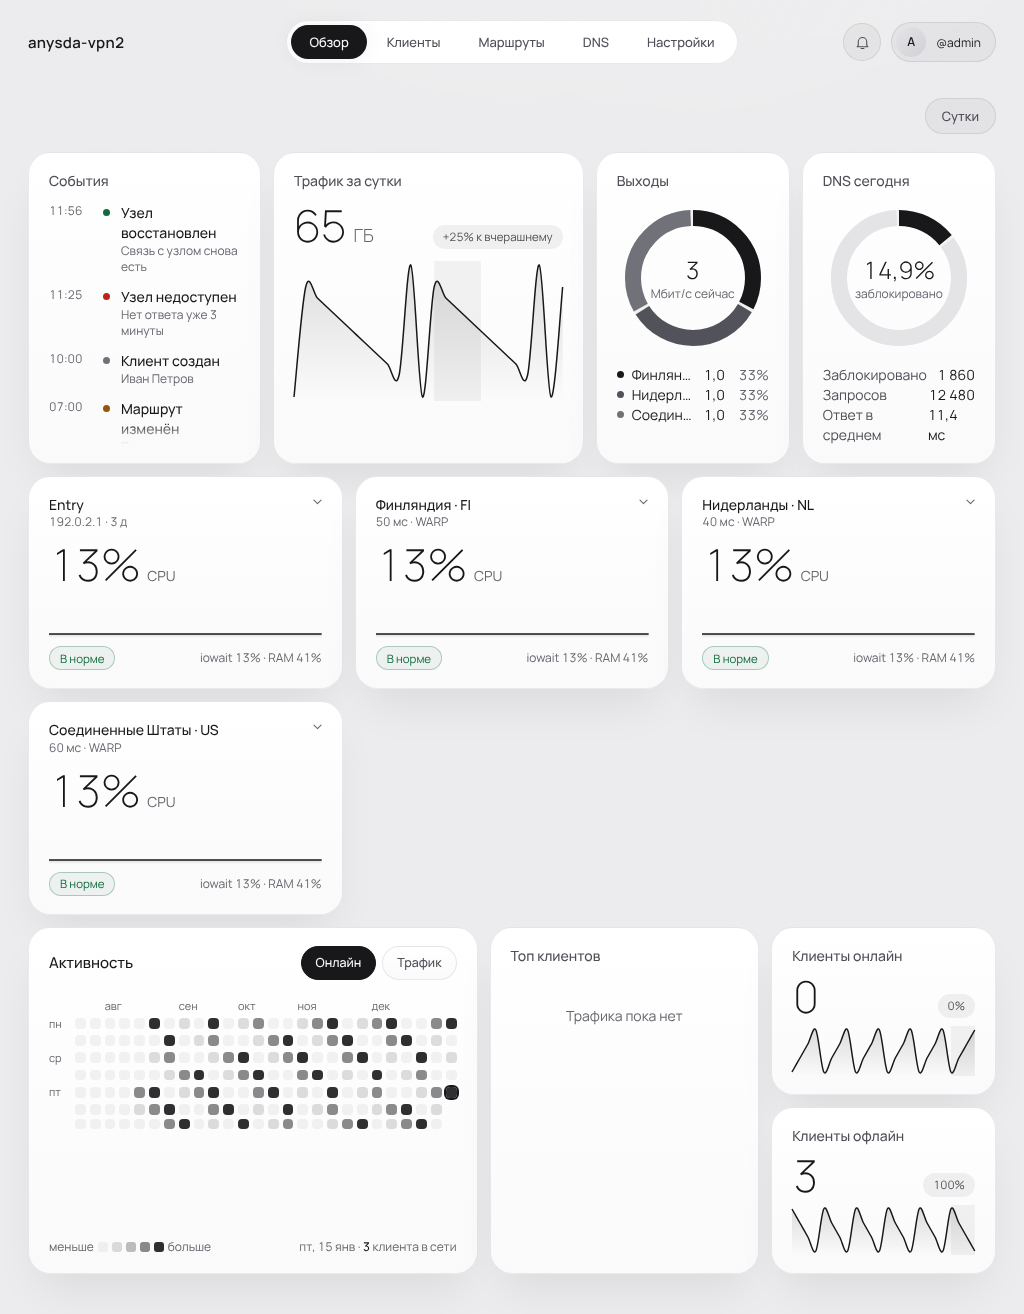 anysda-vpn2
Обзор
Клиенты
Маршруты
DNS
Настройки
A
@admin
Сутки
События
11:56
Узел
восстановлен
Связь с узлом снова
есть
11:25
Узел недоступен
Нет ответа уже 3
минуты
10:00
Клиент создан
Иван Петров
07:00
Маршрут
изменён
Трафик за сутки
65 ГБ
+25% к вчерашнему
Выходы
3
Мбит/с сейчас
Финлян... 1,0 33%
Нидерл... 1,0 33%
Соедин... 1,0 33%
DNS сегодня
14,9%
заблокировано
Заблокировано 1 860
Запросов 12 480
Ответ в 11,4
среднем мс
Entry
192.0.2.1 · 3 д
13% CPU
В норме
iowait 13% · RAM 41%
Финляндия · FI
50 мс · WARP
13% CPU
В норме
iowait 13% · RAM 41%
Нидерланды · NL
40 мс · WARP
13% CPU
В норме
iowait 13% · RAM 41%
Соединенные Штаты · US
60 мс · WARP
13% CPU
В норме
iowait 13% · RAM 41%
Активность
Онлайн
Трафик
авг сен окт ноя дек
пн
ср
пт
меньше
больше
пт, 15 янв · 3 клиента в сети
Топ клиентов
Трафика пока нет
Клиенты онлайн
0
0%
Клиенты офлайн
3
100%